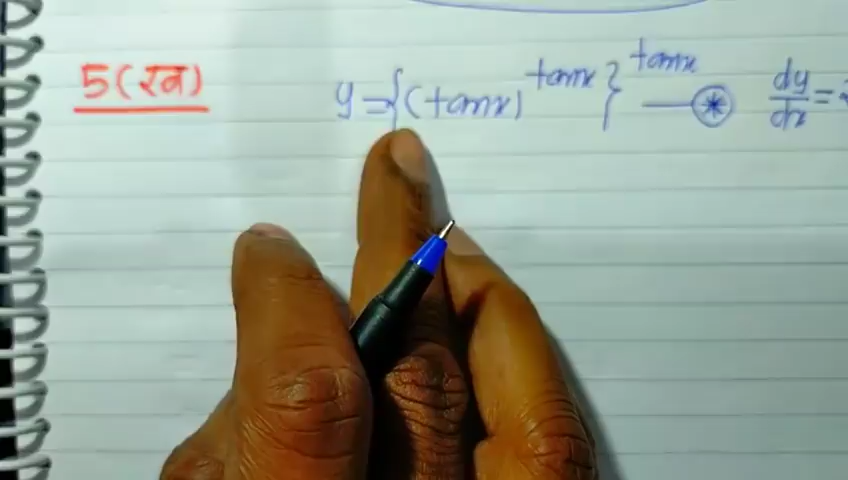 5(ख) y = {(tanx)^tanx}^tanx —⊛ dy/dx =